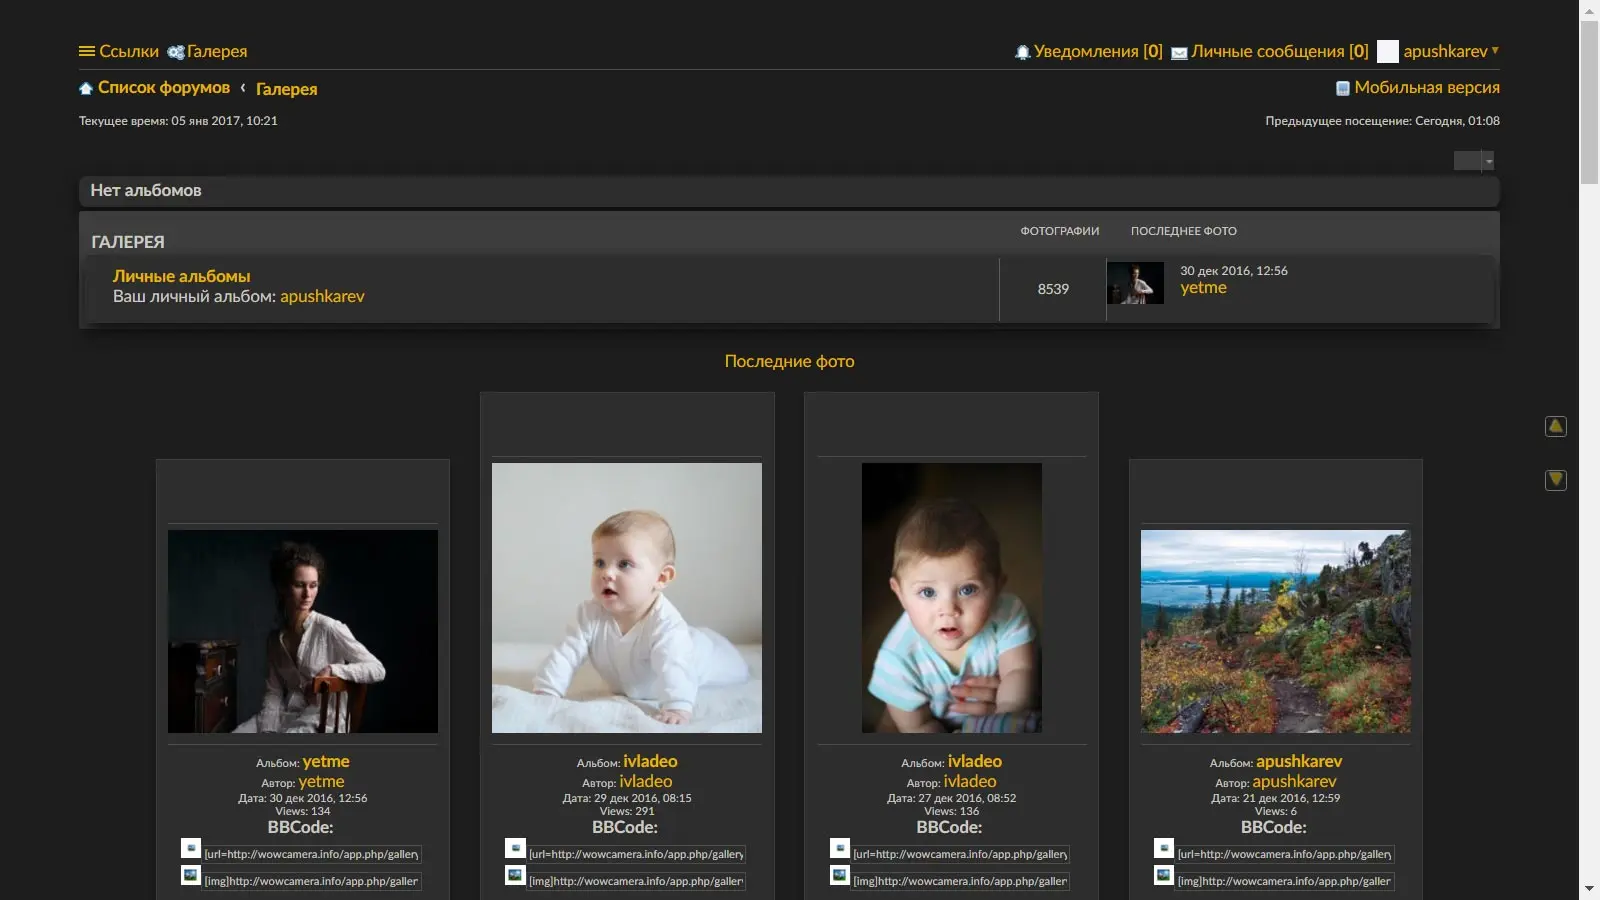 Ссылки Галерея Уведомления [0] Личные сообщения [0] apushkarev
Список форумов ‹ Галерея Мобильная версия
Текущее время: 05 янв 2017, 10:21 Предыдущее посещение: Сегодня, 01:08
Нет альбомов
ГАЛЕРЕЯ ФОТОГРАФИИ ПОСЛЕДНЕЕ ФОТО
Личные альбомы
Ваш личный альбом: apushkarev
8539
30 дек 2016, 12:56
yetme
Последние фото
Альбом: yetme
Автор: yetme
Дата: 30 дек 2016, 12:56
Views: 134
BBCode:
[url=http://wowcamera.info/app.php/gallery
[img]http://wowcamera.info/app.php/galler
Альбом: ivladeo
Автор: ivladeo
Дата: 29 дек 2016, 08:15
Views: 291
BBCode:
[url=http://wowcamera.info/app.php/gallery
[img]http://wowcamera.info/app.php/galler
Альбом: ivladeo
Автор: ivladeo
Дата: 27 дек 2016, 08:52
Views: 136
BBCode:
[url=http://wowcamera.info/app.php/gallery
[img]http://wowcamera.info/app.php/galler
Альбом: apushkarev
Автор: apushkarev
Дата: 21 дек 2016, 12:59
Views: 6
BBCode:
[url=http://wowcamera.info/app.php/gallery
[img]http://wowcamera.info/app.php/galler